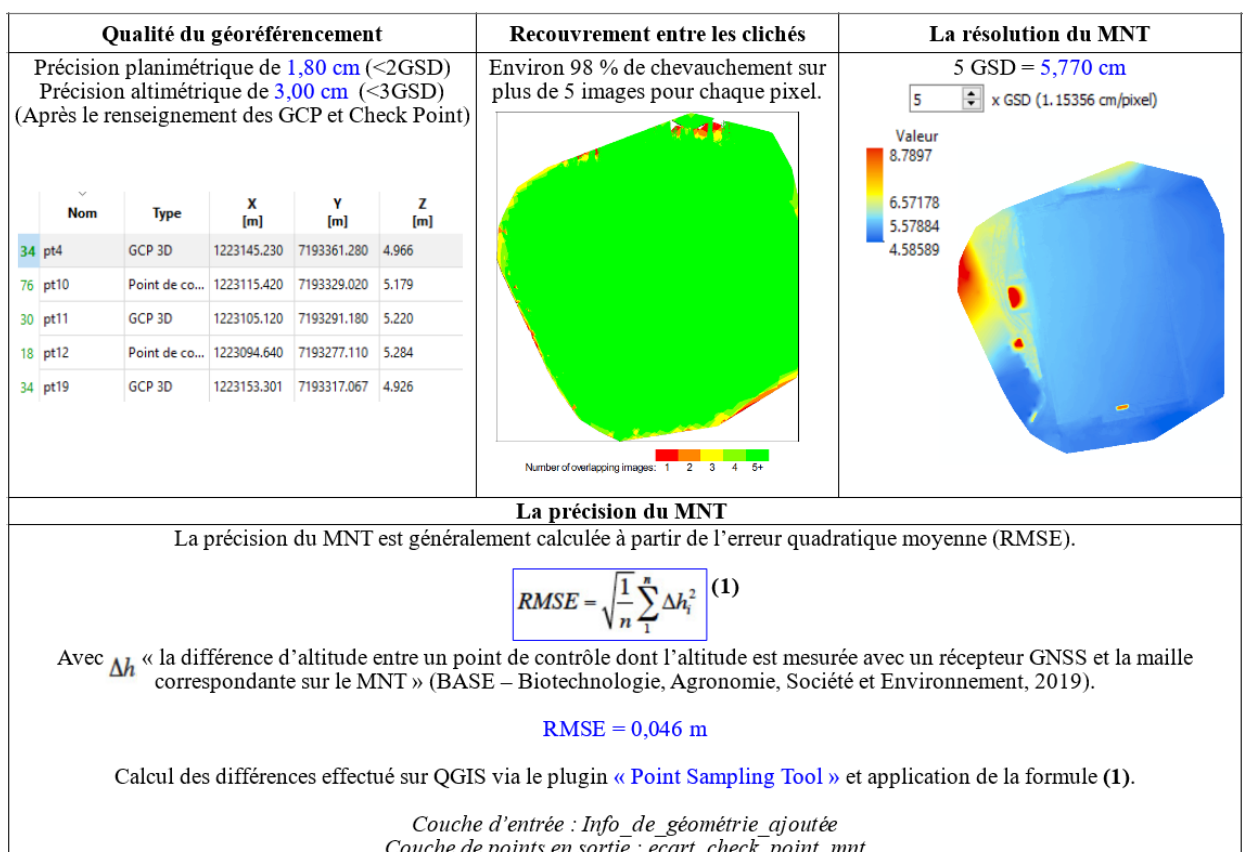 Qualité du géoréférencement
Recouvrement entre les clichés
La résolution du MNT
Précision planimétrique de 1,80 cm (<2GSD)
Précision altimétrique de 3,00 cm (<3GSD)
(Après le renseignement des GCP et Check Point)
Nom Type X [m] Y [m] Z [m]
34 pt4 GCP 3D 1223145.230 7193361.280 4.966
76 pt10 Point de co... 1223115.420 7193329.020 5.179
30 pt11 GCP 3D 1223105.120 7193291.180 5.220
18 pt12 Point de co... 1223094.640 7193277.110 5.284
34 pt19 GCP 3D 1223153.301 7193317.067 4.926
Environ 98 % de chevauchement sur
plus de 5 images pour chaque pixel.
Number of overlapping images: 1 2 3 4 5+
5 GSD = 5,770 cm
5 x GSD (1.15356 cm/pixel)
Valeur
8.7897
6.57178
5.57884
4.58589
La précision du MNT
La précision du MNT est généralement calculée à partir de l'erreur quadratique moyenne (RMSE).
RMSE = √(1/n ∑₁ⁿ Δhᵢ²) (1)
Avec Δh « la différence d'altitude entre un point de contrôle dont l'altitude est mesurée avec un récepteur GNSS et la maille
correspondante sur le MNT » (BASE – Biotechnologie, Agronomie, Société et Environnement, 2019).
RMSE = 0,046 m
Calcul des différences effectué sur QGIS via le plugin « Point Sampling Tool » et application de la formule (1).
Couche d'entrée : Info_de_géométrie_ajoutée
Couche de points en sortie : ecart_check_point_mnt